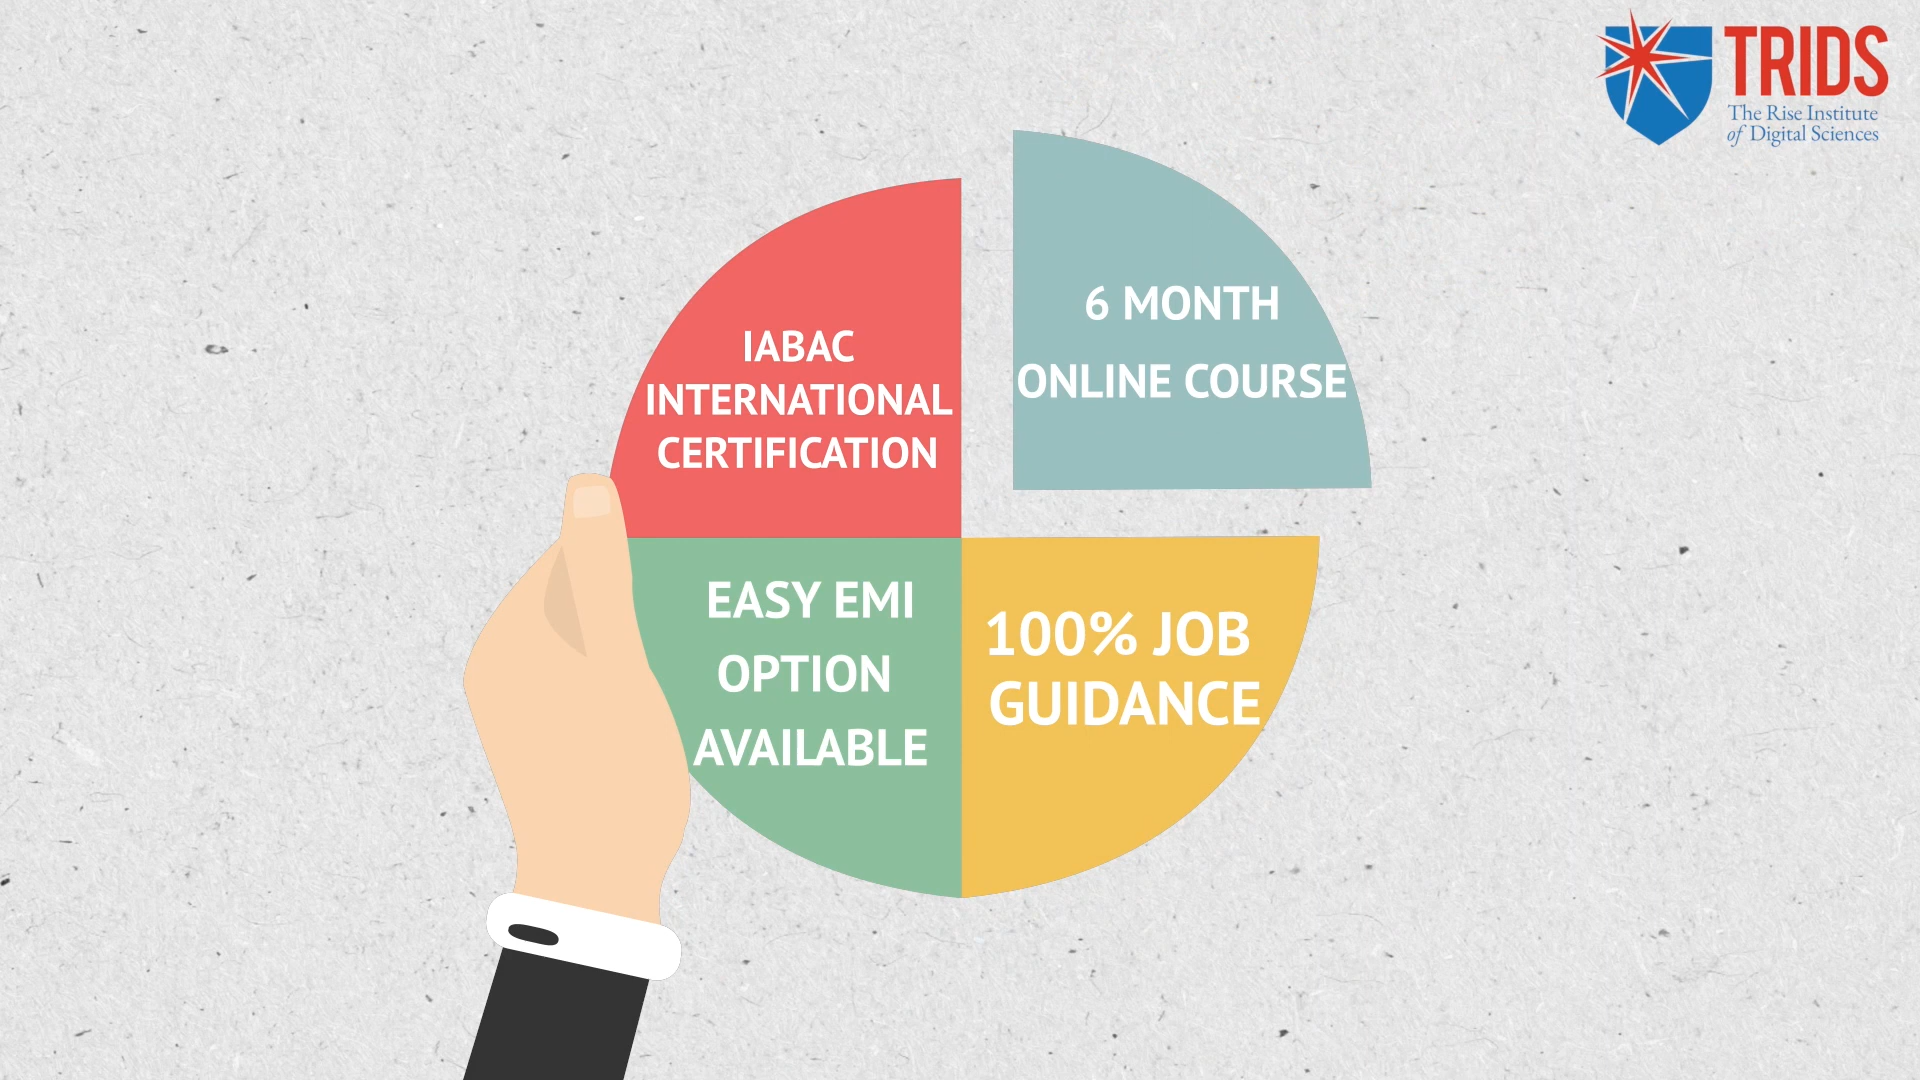 TRIDS
The Rise Institute
of Digital Sciences
IABAC
INTERNATIONAL
CERTIFICATION
6 MONTH
ONLINE COURSE
EASY EMI
OPTION
AVAILABLE
100% JOB
GUIDANCE